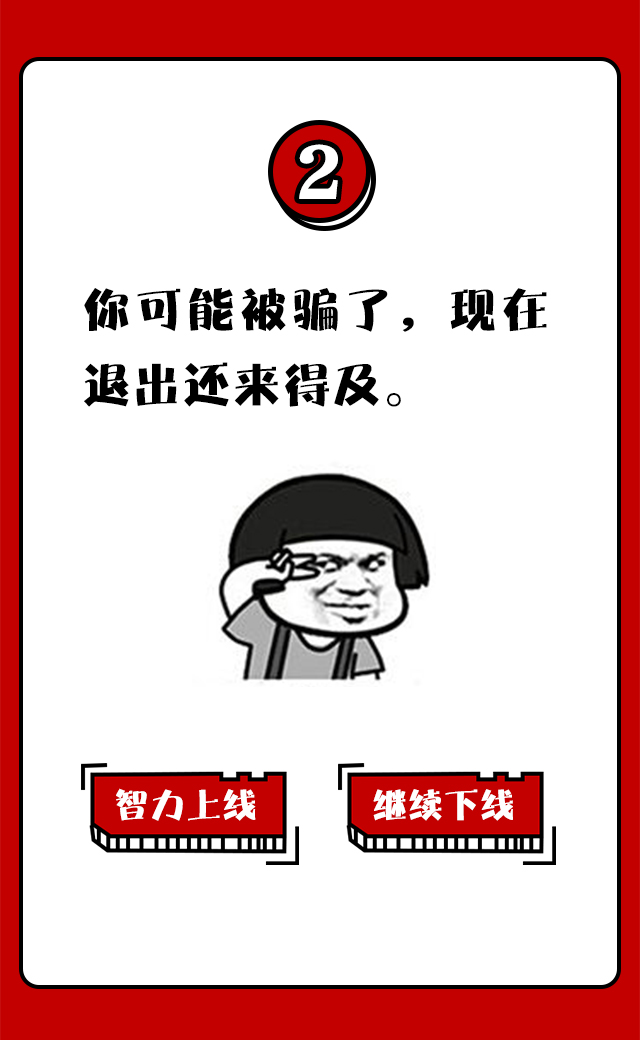 2
你可能被骗了，现在
退出还来得及。
智力上线
继续下线